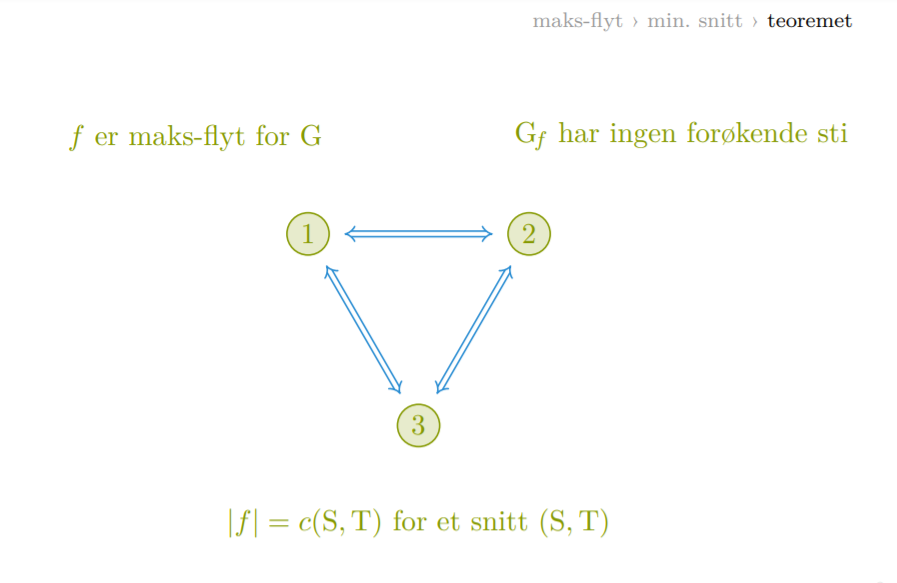 maks-flyt › min. snitt › teoremet
f er maks-flyt for G
G_f har ingen forøkende sti
1
2
3
|f| = c(S, T) for et snitt (S, T)